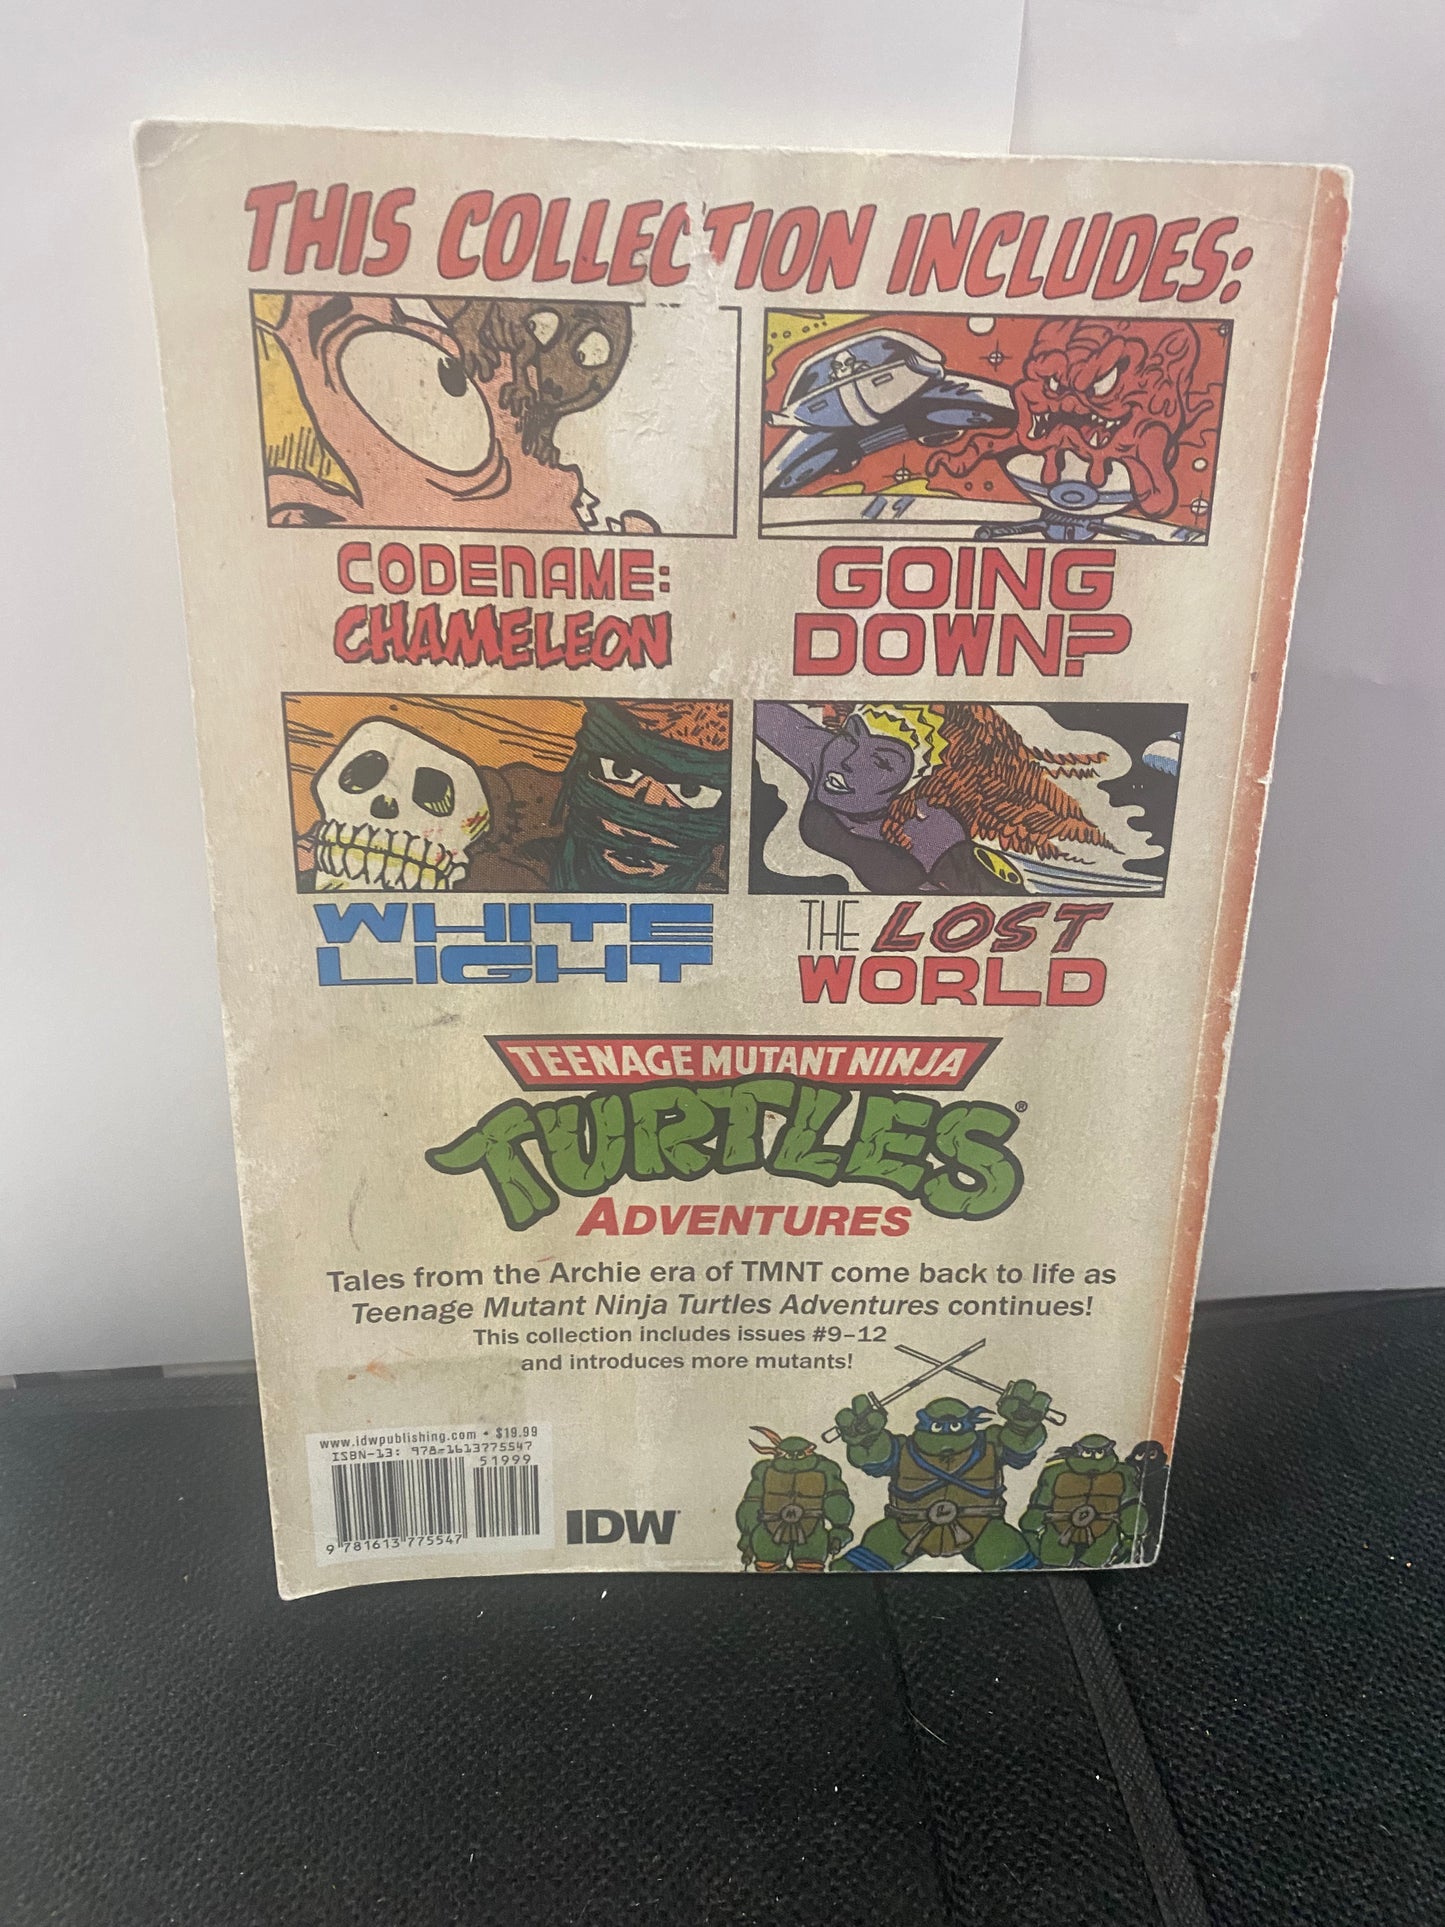 THIS COLLECTION INCLUDES:
CODENAME:
CHAMELEON
GOING
DOWN?
WHITE
LIGHT
THE LOST
WORLD
TEENAGE MUTANT NINJA
TURTLES®
ADVENTURES
Tales from the Archie era of TMNT come back to life as
Teenage Mutant Ninja Turtles Adventures continues!
This collection includes issues #9–12
and introduces more mutants!
www.idwpublishing.com • $19.99
ISBN-13: 978-1613775547
51999
9 781613 775547
IDW
M
L
D